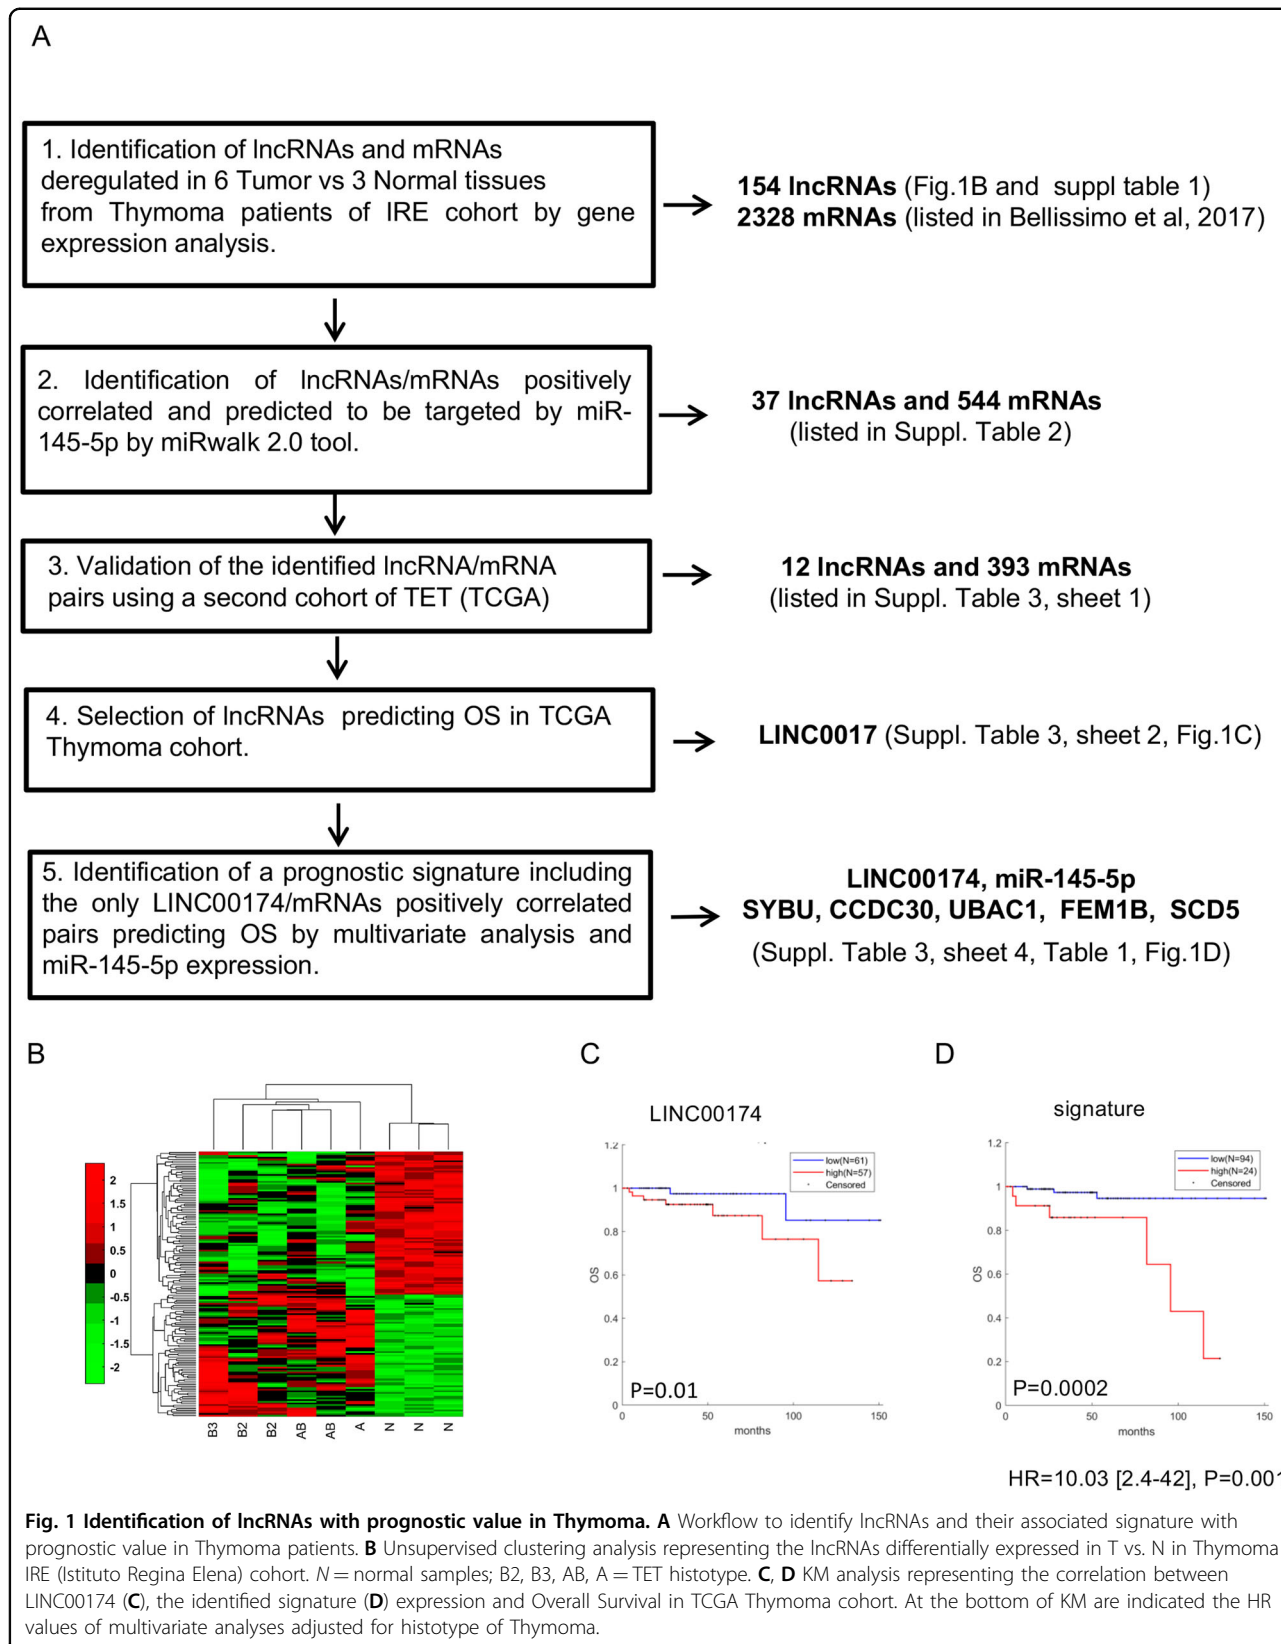 A
1. Identification of lncRNAs and mRNAs
deregulated in 6 Tumor vs 3 Normal tissues
from Thymoma patients of IRE cohort by gene
expression analysis.
154 lncRNAs (Fig.1B and suppl table 1)
2328 mRNAs (listed in Bellissimo et al, 2017)
2. Identification of lncRNAs/mRNAs positively
correlated and predicted to be targeted by miR-
145-5p by miRwalk 2.0 tool.
37 lncRNAs and 544 mRNAs
(listed in Suppl. Table 2)
3. Validation of the identified lncRNA/mRNA
pairs using a second cohort of TET (TCGA)
12 lncRNAs and 393 mRNAs
(listed in Suppl. Table 3, sheet 1)
4. Selection of lncRNAs predicting OS in TCGA
Thymoma cohort.
LINC0017 (Suppl. Table 3, sheet 2, Fig.1C)
5. Identification of a prognostic signature including
the only LINC00174/mRNAs positively correlated
pairs predicting OS by multivariate analysis and
miR-145-5p expression.
LINC00174, miR-145-5p
SYBU, CCDC30, UBAC1, FEM1B, SCD5
(Suppl. Table 3, sheet 4, Table 1, Fig.1D)
B
2
1.5
1
0.5
0
-0.5
-1
-1.5
-2
B3
B2
B2
AB
AB
A
N
N
N
C
LINC00174
1.2
1
0.8
0.6
0.4
0.2
0
OS
low(N=61)
high(N=57)
Censored
P=0.01
0
50
100
150
months
D
signature
1.2
1
0.8
0.6
0.4
0.2
0
OS
low(N=94)
high(N=24)
Censored
P=0.0002
0
50
100
150
months
HR=10.03 [2.4-42], P=0.001
Fig. 1 Identification of lncRNAs with prognostic value in Thymoma. A Workflow to identify lncRNAs and their associated signature with
prognostic value in Thymoma patients. B Unsupervised clustering analysis representing the lncRNAs differentially expressed in T vs. N in Thymoma
IRE (Istituto Regina Elena) cohort. N = normal samples; B2, B3, AB, A = TET histotype. C, D KM analysis representing the correlation between
LINC00174 (C), the identified signature (D) expression and Overall Survival in TCGA Thymoma cohort. At the bottom of KM are indicated the HR
values of multivariate analyses adjusted for histotype of Thymoma.